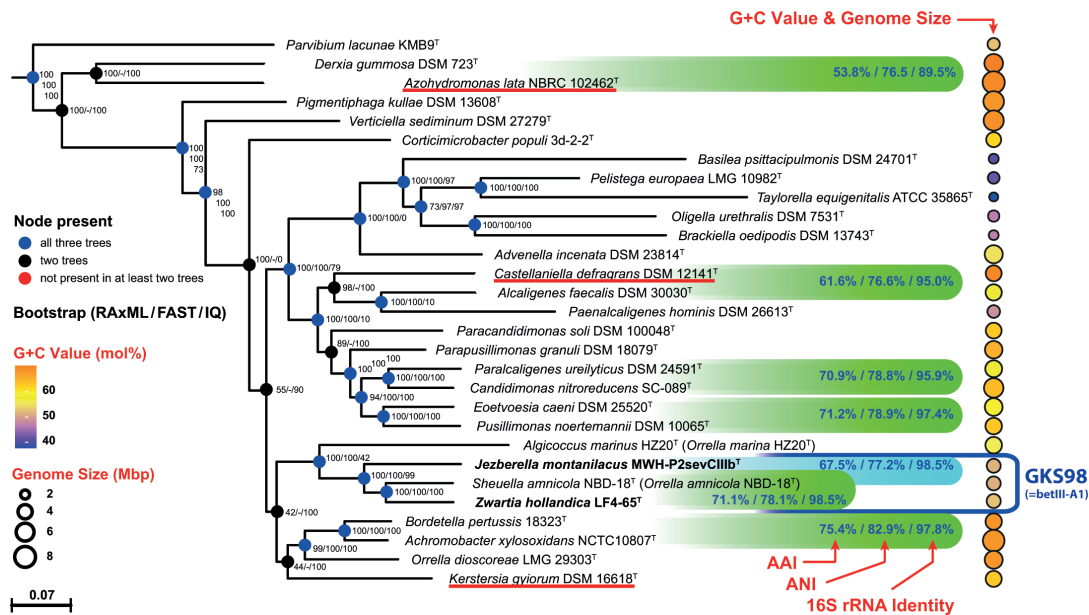 G+C Value & Genome Size
Parvibium lacunae KMB9ᵀ
Derxia gummosa DSM 723ᵀ
100/-/100
53.8% / 76.5 / 89.5%
100
100
100
Azohydromonas lata NBRC 102462ᵀ
100/-/100
Pigmentiphaga kullae DSM 13608ᵀ
Verticiella sediminum DSM 27279ᵀ
Corticimicrobacter populi 3d-2-2ᵀ
100
100
73
Basilea psittacipulmonis DSM 24701ᵀ
Pelistega europaea LMG 10982ᵀ
100/100/97
100/100/100
98
100
100
Taylorella equigenitalis ATCC 35865ᵀ
73/97/97
Oligella urethralis DSM 7531ᵀ
100/100/0
100/100/100
Brackiella oedipodis DSM 13743ᵀ
Node present
all three trees
two trees
not present in at least two trees
Bootstrap (RAxML/FAST/IQ)
Advenella incenata DSM 23814ᵀ
100/-/0
100/100/79
Castellaniella defragrans DSM 12141ᵀ
61.6% / 76.6% / 95.0%
98/-/100
Alcaligenes faecalis DSM 30030ᵀ
100/100/10
Paenalcaligenes hominis DSM 26613ᵀ
100/100/10
Paracandidimonas soli DSM 100048ᵀ
89/-/100
Parapusillimonas granuli DSM 18079ᵀ
G+C Value (mol%)
60
50
40
100
100
100
Paralcaligenes ureilyticus DSM 24591ᵀ
100/100/100
70.9% / 78.8% / 95.9%
Candidimonas nitroreducens SC-089ᵀ
55/-/90
94/100/100
Eoetvoesia caeni DSM 25520ᵀ
100/100/100
71.2% / 78.9% / 97.4%
Pusillimonas noertemannii DSM 10065ᵀ
Algicoccus marinus HZ20ᵀ (Orrella marina HZ20ᵀ)
100/100/42
Jezberella montanilacus MWH-P2sevCIIIbᵀ
67.5% / 77.2% / 98.5%
GKS98
(=betIII-A1)
100/100/99
Sheuella amnicola NBD-18ᵀ (Orrella amnicola NBD-18ᵀ)
100/100/100
Zwartia hollandica LF4-65ᵀ
71.1% / 78.1% / 98.5%
Genome Size (Mbp)
2
4
6
8
42/-/100
Bordetella pertussis 18323ᵀ
100/100/100
75.4% / 82.9% / 97.8%
Achromobacter xylosoxidans NCTC10807ᵀ
99/100/100
Orrella dioscoreae LMG 29303ᵀ
44/-/100
Kerstersia gyiorum DSM 16618ᵀ
AAI
ANI
16S rRNA Identity
0.07